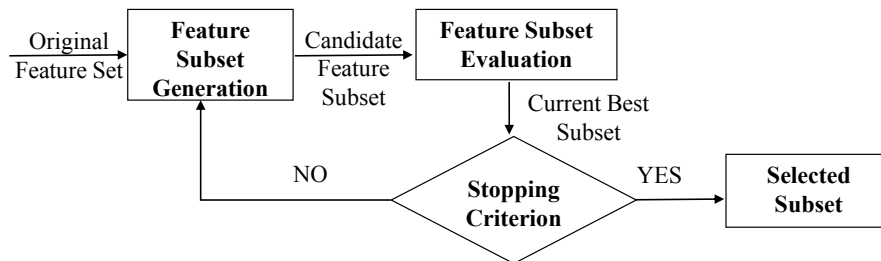 Original
Feature Set
Feature
Subset
Generation
Candidate
Feature
Subset
Feature Subset
Evaluation
Current Best
Subset
NO
Stopping
Criterion
YES
Selected
Subset